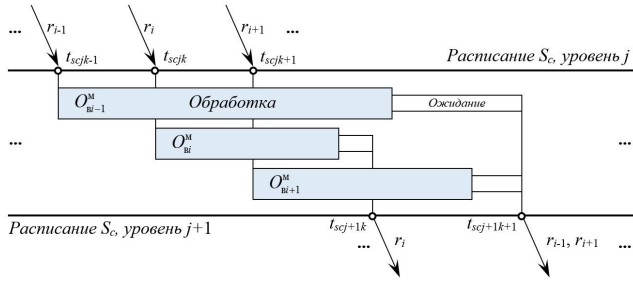 ... r_{i-1} r_i r_{i+1} ...
t_{scjk-1} t_{scjk} t_{scjk+1} Расписание S_c, уровень j
O^м_{вi−1} Обработка Ожидание
... O^м_{вi} ...
O^м_{вi+1}
Расписание S_c, уровень j+1 t_{scj+1k} t_{scj+1k+1}
... r_i r_{i-1}, r_{i+1} ...